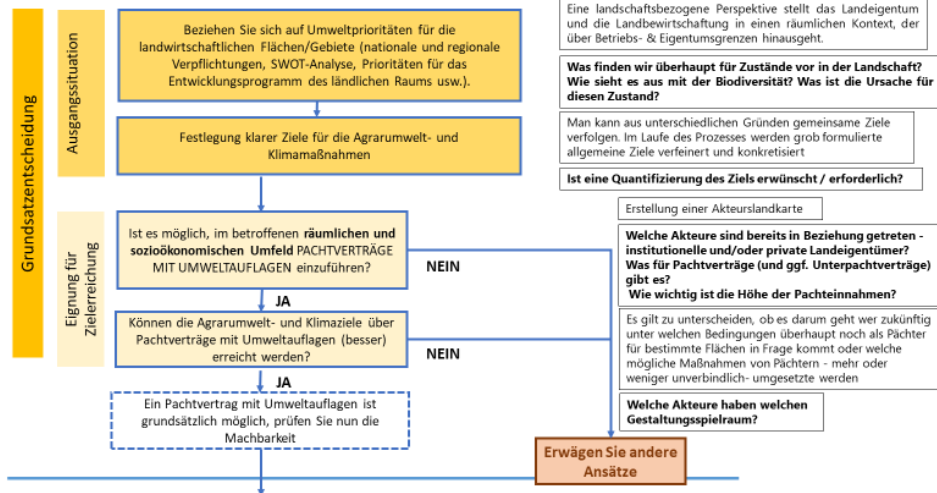 Grundsatzentscheidung
Ausgangssituation
Beziehen Sie sich auf Umweltprioritäten für die
landwirtschaftlichen Flächen/Gebiete (nationale und regionale
Verpflichtungen, SWOT-Analyse, Prioritäten für das
Entwicklungsprogramm des ländlichen Raums usw.).
Festlegung klarer Ziele für die Agrarumwelt- und
Klimamaßnahmen
Eignung für
Zielerreichung
Ist es möglich, im betroffenen räumlichen und
sozioökonomischen Umfeld PACHTVERTRÄGE
MIT UMWELTAUFLAGEN einzuführen?
NEIN
JA
Können die Agrarumwelt- und Klimaziele über
Pachtverträge mit Umweltauflagen (besser)
erreicht werden?
NEIN
JA
Ein Pachtvertrag mit Umweltauflagen ist
grundsätzlich möglich, prüfen Sie nun die
Machbarkeit
Erwägen Sie andere
Ansätze
Eine landschaftsbezogene Perspektive stellt das Landeigentum
und die Landbewirtschaftung in einen räumlichen Kontext, der
über Betriebs- & Eigentumsgrenzen hinausgeht.
Was finden wir überhaupt für Zustände vor in der Landschaft?
Wie sieht es aus mit der Biodiversität? Was ist die Ursache für
diesen Zustand?
Man kann aus unterschiedlichen Gründen gemeinsame Ziele
verfolgen. Im Laufe des Prozesses werden grob formulierte
allgemeine Ziele verfeinert und konkretisiert
Ist eine Quantifizierung des Ziels erwünscht / erforderlich?
Erstellung einer Akteurslandkarte
Welche Akteure sind bereits in Beziehung getreten -
institutionelle und/oder private Landeigentümer?
Was für Pachtverträge (und ggf. Unterpachtverträge)
gibt es?
Wie wichtig ist die Höhe der Pachteinnahmen?
Es gilt zu unterscheiden, ob es darum geht wer zukünftig
unter welchen Bedingungen überhaupt noch als Pächter
für bestimmte Flächen in Frage kommt oder welche
mögliche Maßnahmen von Pächtern - mehr oder
weniger unverbindlich- umgesetzte werden
Welche Akteure haben welchen
Gestaltungsspielraum?